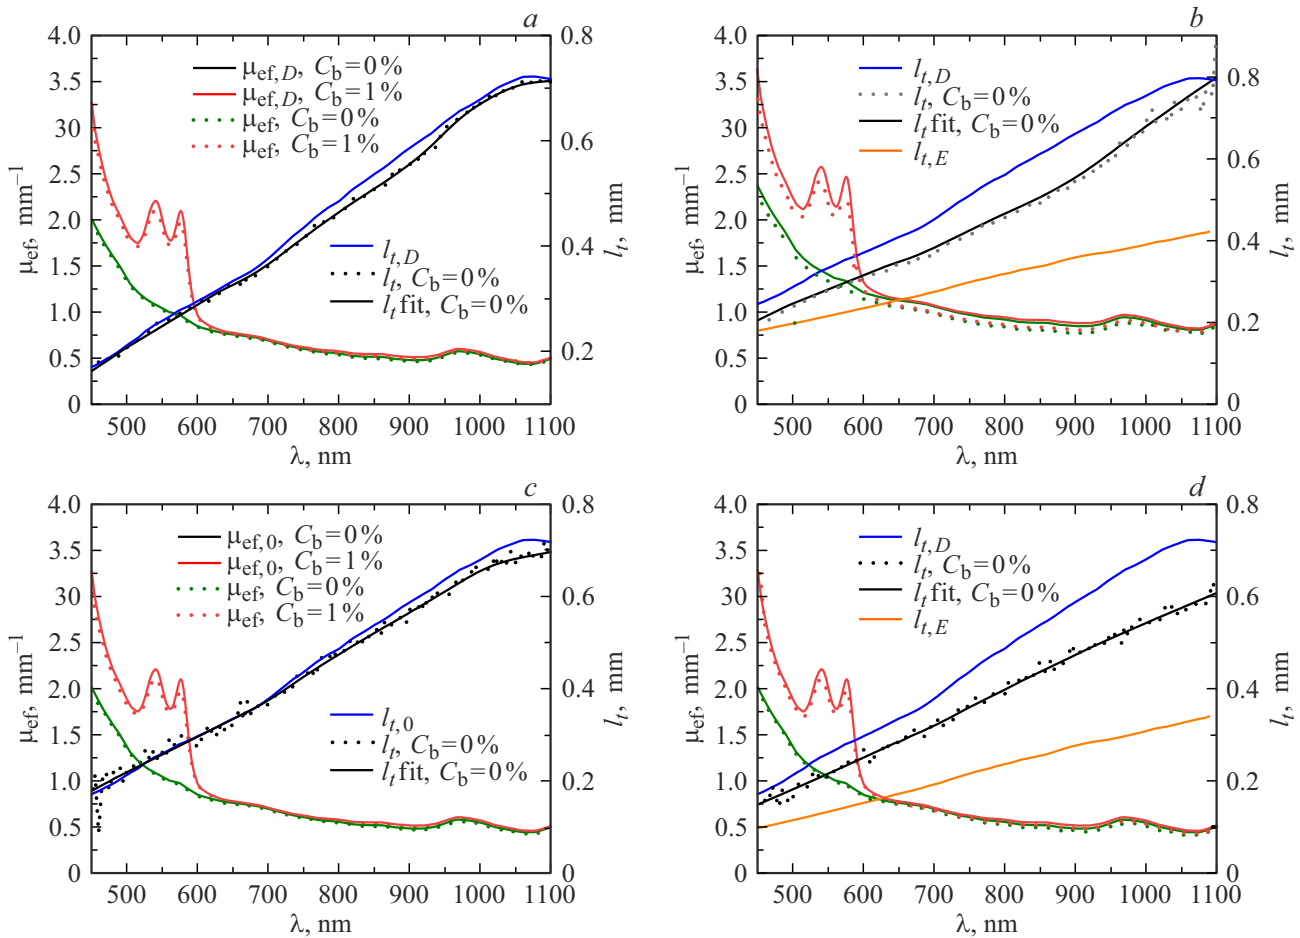 a
μef,D, Cb=0%
μef,D, Cb=1%
μef, Cb=0%
μef, Cb=1%
lt,D
lt, Cb=0%
lt fit, Cb=0%
4.0
3.5
3.0
2.5
2.0
1.5
1.0
0.5
0
μef, mm−1
0.8
0.6
0.4
0.2
lt, mm
500 600 700 800 900 1000 1100
λ, nm
b
lt,D
lt, Cb=0%
lt fit, Cb=0%
lt,E
4.0
3.5
3.0
2.5
2.0
1.5
1.0
0.5
0
μef, mm−1
0.8
0.6
0.4
0.2
0
lt, mm
500 600 700 800 900 1000 1100
λ, nm
c
μef,0, Cb=0%
μef,0, Cb=1%
μef, Cb=0%
μef, Cb=1%
lt,0
lt, Cb=0%
lt fit, Cb=0%
4.0
3.5
3.0
2.5
2.0
1.5
1.0
0.5
0
μef, mm−1
0.8
0.6
0.4
0.2
0
lt, mm
500 600 700 800 900 1000 1100
λ, nm
d
lt,D
lt, Cb=0%
lt fit, Cb=0%
lt,E
4.0
3.5
3.0
2.5
2.0
1.5
1.0
0.5
0
μef, mm−1
0.8
0.6
0.4
0.2
0
lt, mm
500 600 700 800 900 1000 1100
λ, nm